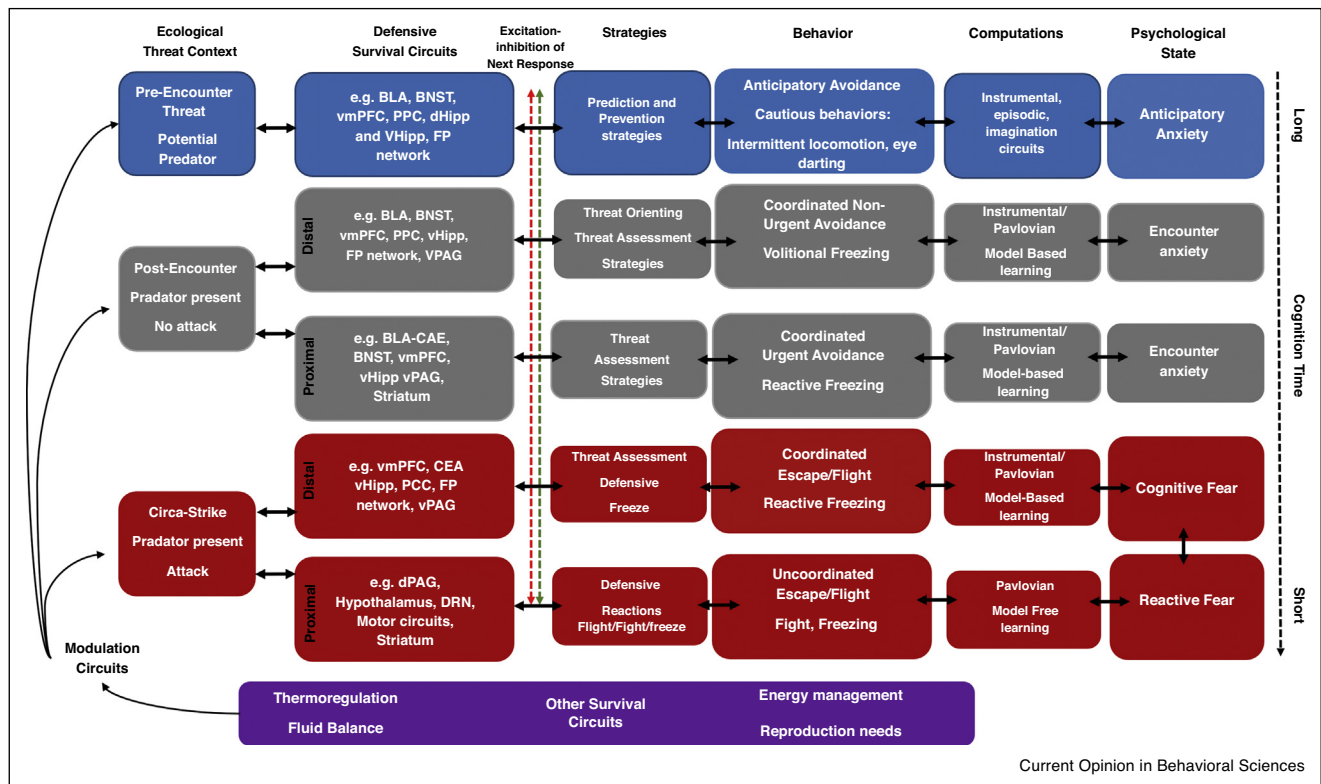 Ecological
Threat Context
Defensive
Survival Circuits
Excitation-
inhibition of
Next Response
Strategies
Behavior
Computations
Psychological
State
Pre-Encounter
Threat
Potential
Predator
e.g. BLA, BNST,
vmPFC, PPC, dHipp
and VHipp, FP
network
Prediction and
Prevention
strategies
Anticipatory Avoidance
Cautious behaviors:
Intermittent locomotion, eye
darting
Instrumental,
episodic,
imagination
circuits
Anticipatory
Anxiety
Long
Post-Encounter
Pradator present
No attack
Distal
e.g. BLA, BNST,
vmPFC, PPC, vHipp,
FP network, VPAG
Threat Orienting
Threat Assessment
Strategies
Coordinated Non-
Urgent Avoidance
Volitional Freezing
Instrumental/
Pavlovian
Model Based
learning
Encounter
anxiety
Cognition Time
Proximal
e.g. BLA-CAE,
BNST, vmPFC,
vHipp vPAG,
Striatum
Threat
Assessment
Strategies
Coordinated
Urgent Avoidance
Reactive Freezing
Instrumental/
Pavlovian
Model-based
learning
Encounter
anxiety
Circa-Strike
Pradator present
Attack
Distal
e.g. vmPFC, CEA
vHipp, PCC, FP
network, vPAG
Threat Assessment
Defensive
Freeze
Coordinated
Escape/Flight
Reactive Freezing
Instrumental/
Pavlovian
Model-Based
learning
Cognitive Fear
Proximal
e.g. dPAG,
Hypothalamus, DRN,
Motor circuits,
Striatum
Defensive
Reactions
Flight/Fight/freeze
Uncoordinated
Escape/Flight
Fight, Freezing
Pavlovian
Model Free
learning
Reactive Fear
Short
Modulation
Circuits
Thermoregulation
Fluid Balance
Other Survival
Circuits
Energy management
Reproduction needs
Current Opinion in Behavioral Sciences